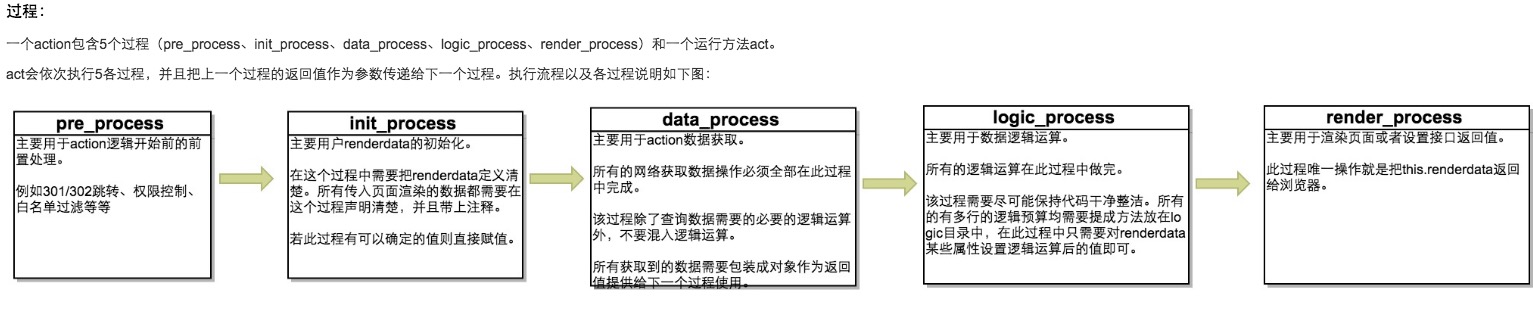 过程：
一个action包含5个过程（pre_process、init_process、data_process、logic_process、render_process）和一个运行方法act。
act会依次执行5各过程，并且把上一个过程的返回值作为参数传递给下一个过程。执行流程以及各过程说明如下图：
pre_process
主要用于action逻辑开始前的前
置处理。
例如301/302跳转、权限控制、
白名单过滤等等
init_process
主要用户renderdata的初始化。
在这个过程中需要把renderdata定义清
楚。所有传入页面渲染的数据都需要在
这个过程声明清楚，并且带上注释。
若此过程有可以确定的值则直接赋值。
data_process
主要用于action数据获取。
所有的网络获取数据操作必须全部在此过程
中完成。
该过程除了查询数据需要的必要的逻辑运算
外，不要混入逻辑运算。
所有获取到的数据需要包装成对象作为返回
值提供给下一个过程使用。
logic_process
主要用于数据逻辑运算。
所有的逻辑运算在此过程中做完。
该过程需要尽可能保持代码干净整洁。所有
的有多行的逻辑预算均需要提成方法放在lo
gic目录中，在此过程中只需要对renderdata
某些属性设置逻辑运算后的值即可。
render_process
主要用于渲染页面或者设置接口返回值。
此过程唯一操作就是把this.renderdata返回
给浏览器。